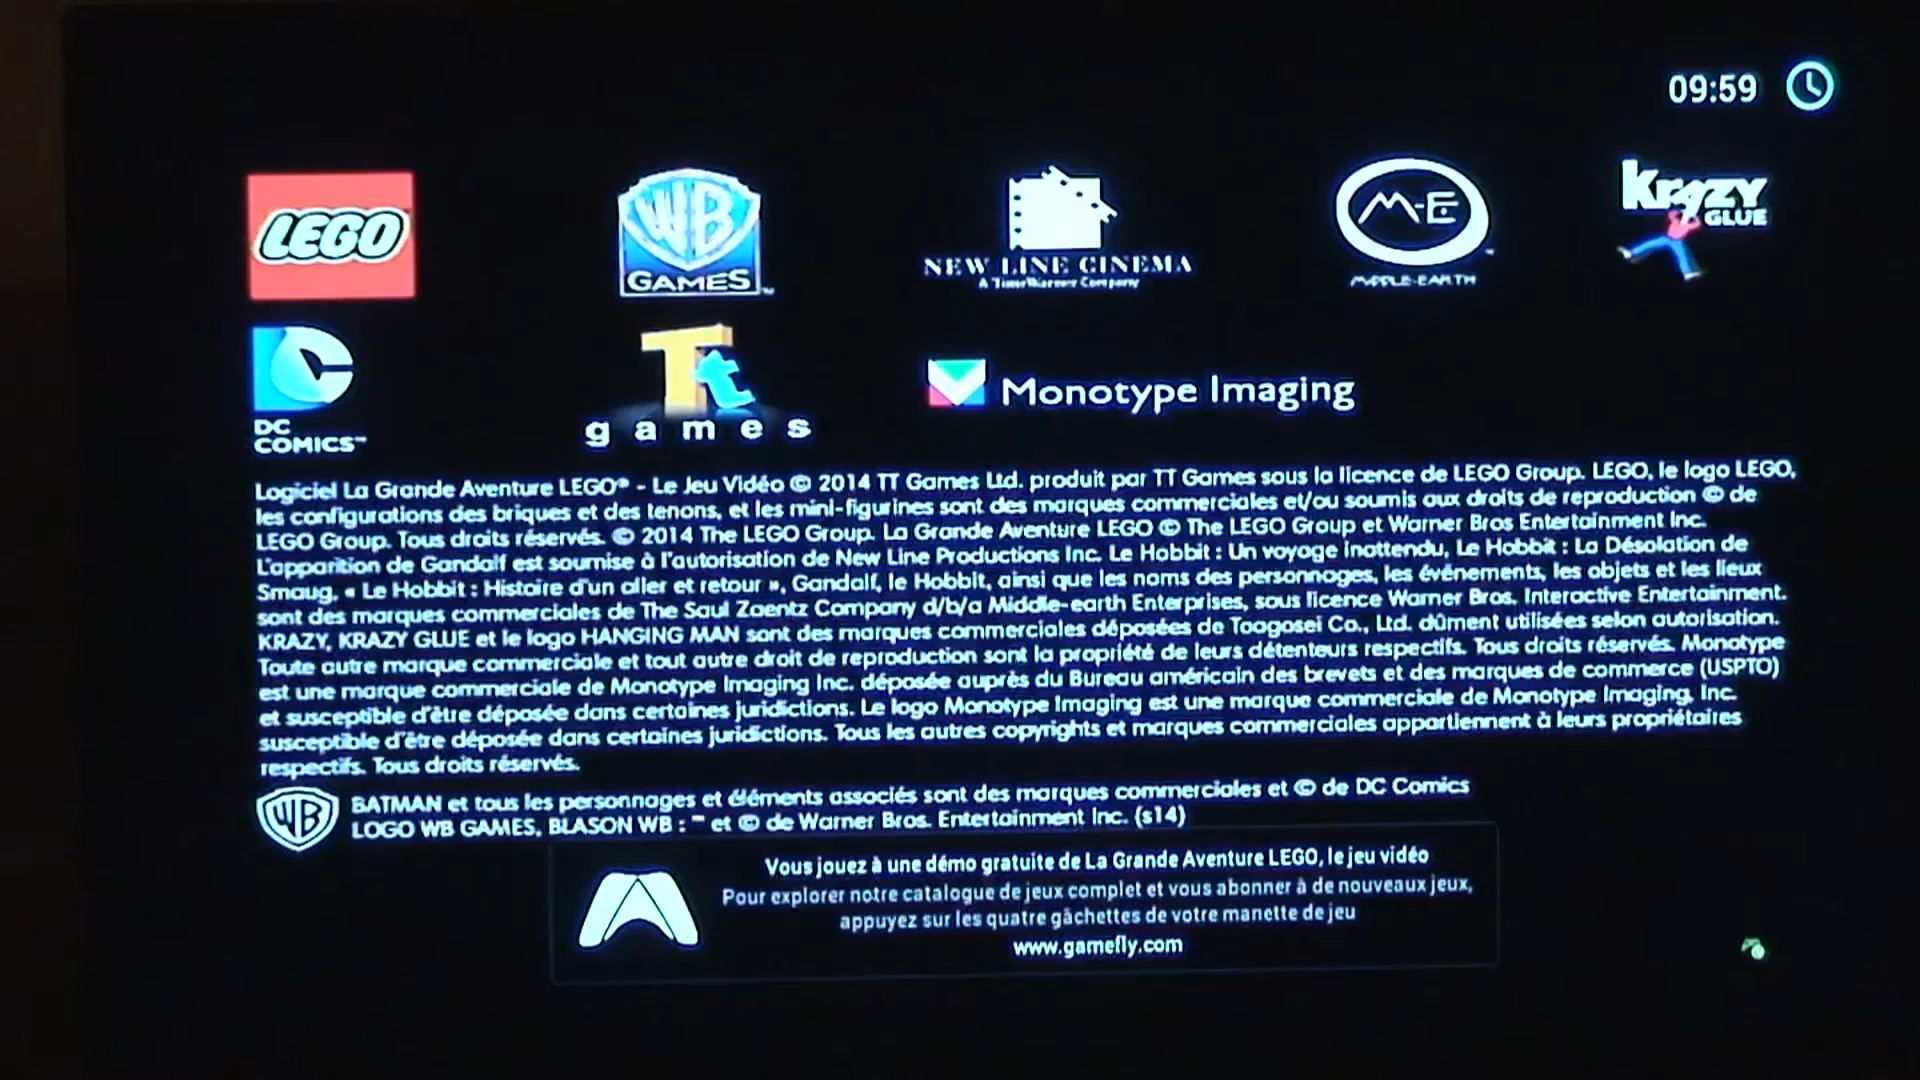 09:59
LEGO
WB
GAMES™
NEW LINE CINEMA
A TimeWarner Company
M-E
MIDDLE-EARTH
Krazy
GLUE
DC
COMICS™
Tt
games
Monotype Imaging
Logiciel La Grande Aventure LEGO® - Le Jeu Vidéo © 2014 TT Games Ltd. produit par TT Games sous la licence de LEGO Group. LEGO, le logo LEGO,
les configurations des briques et des tenons, et les mini-figurines sont des marques commerciales et/ou soumis aux droits de reproduction © de
LEGO Group. Tous droits réservés. © 2014 The LEGO Group. La Grande Aventure LEGO © The LEGO Group et Warner Bros Entertainment Inc.
L'apparition de Gandalf est soumise à l'autorisation de New Line Productions Inc. Le Hobbit : Un voyage inattendu, Le Hobbit : La Désolation de
Smaug, « Le Hobbit : Histoire d'un aller et retour », Gandalf, le Hobbit, ainsi que les noms des personnages, les événements, les objets et les lieux
sont des marques commerciales de The Saul Zaentz Company d/b/a Middle-earth Enterprises, sous licence Warner Bros. Interactive Entertainment.
KRAZY, KRAZY GLUE et le logo HANGING MAN sont des marques commerciales déposées de Toagosei Co., Ltd. dûment utilisées selon autorisation.
Toute autre marque commerciale et tout autre droit de reproduction sont la propriété de leurs détenteurs respectifs. Tous droits réservés. Monotype
est une marque commerciale de Monotype Imaging Inc. déposée auprès du Bureau américain des brevets et des marques de commerce (USPTO)
et susceptible d'être déposée dans certaines juridictions. Le logo Monotype Imaging est une marque commerciale de Monotype Imaging, Inc.
susceptible d'être déposée dans certaines juridictions. Tous les autres copyrights et marques commerciales appartiennent à leurs propriétaires
respectifs. Tous droits réservés.
WB
BATMAN et tous les personnages et éléments associés sont des marques commerciales et © de DC Comics
LOGO WB GAMES, BLASON WB : ™ et © de Warner Bros. Entertainment Inc. (s14)
Vous jouez à une démo gratuite de La Grande Aventure LEGO, le jeu vidéo
Pour explorer notre catalogue de jeux complet et vous abonner à de nouveaux jeux,
appuyez sur les quatre gâchettes de votre manette de jeu
www.gamefly.com